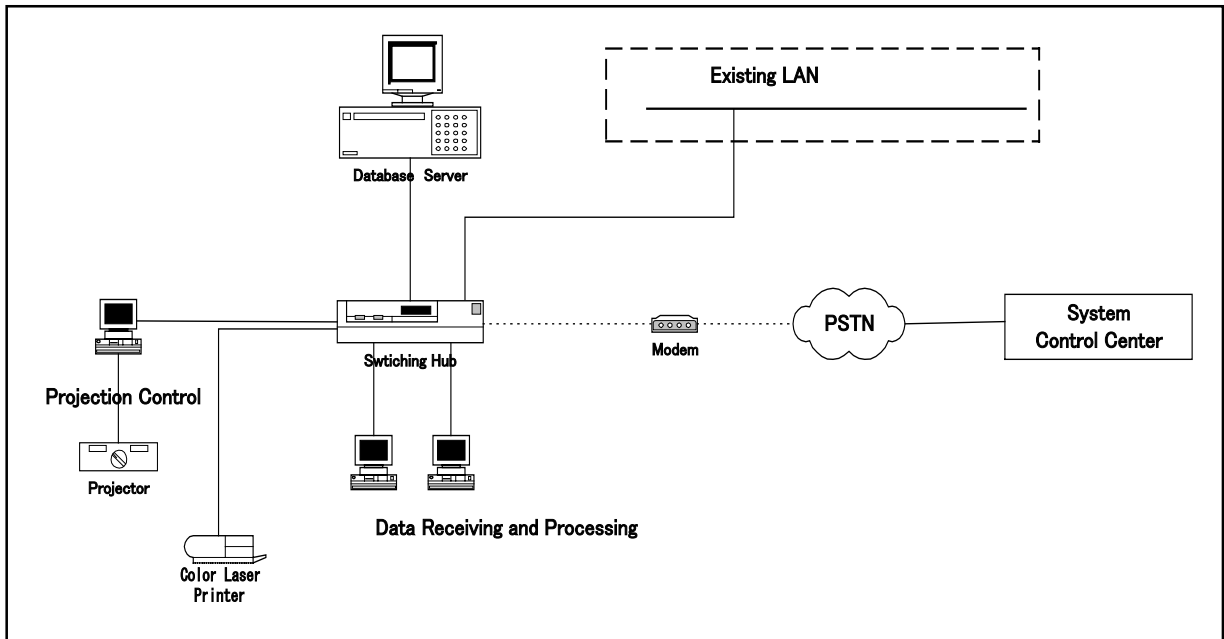 Existing LAN
Database Server
PSTN
System
Control Center
Modem
Swtiching Hub
Projection Control
Projector
Data Receiving and Processing
Color Laser
Printer